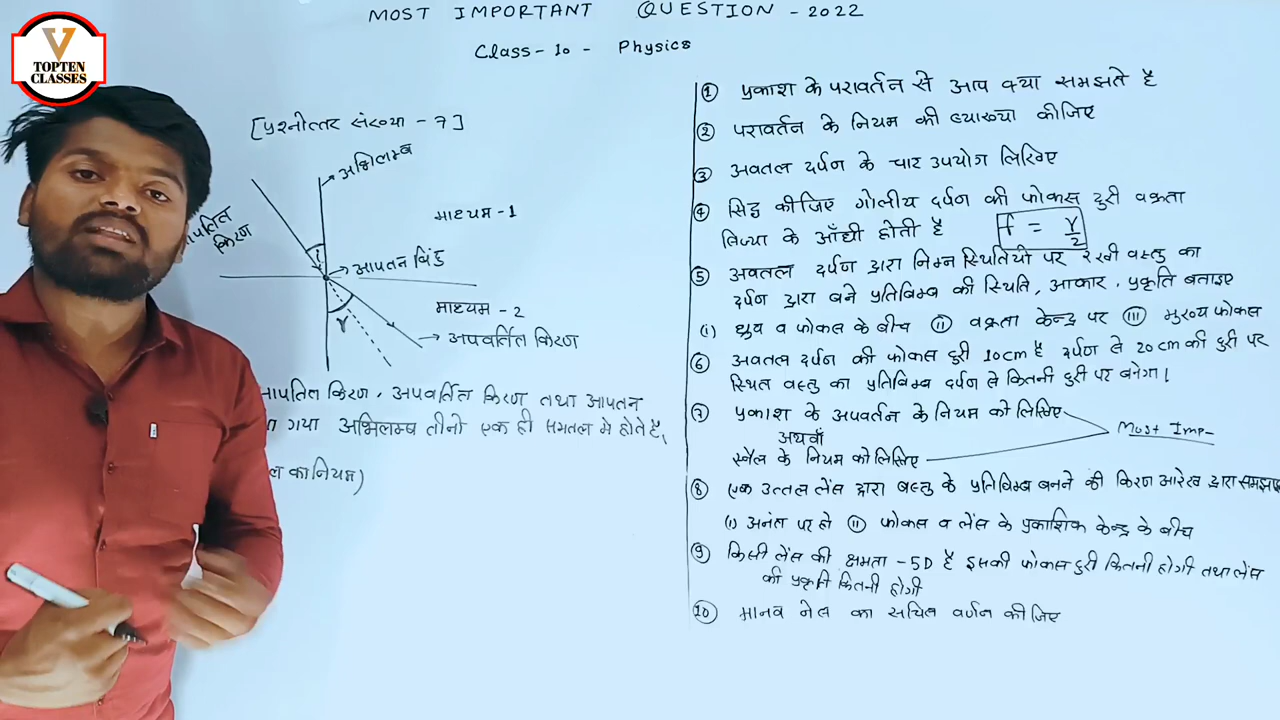 MOST IMPORTANT QUESTION - 2022
Class - 10 - Physics
V
TOPTEN
CLASSES
[प्रश्नोत्तर संख्या - 7]
अभिलम्ब
माध्यम - 1
किरण
i
आपतन बिंदु
माध्यम - 2
r
अपवर्तित किरण
आपतित किरण, अपवर्तित किरण तथा आपतन
गया अभिलम्ब तीनो एक ही समतल मे होते है,
का नियम)
① प्रकाश के परावर्तन से आप क्या समझते है
② परावर्तन के नियम की व्याख्या कीजिए
③ अवतल दर्पण के चार उपयोग लिखिए
④ सिद्ध कीजिए गोलीय दर्पण की फोकस दुरी वक्रता
त्रिज्या के आँधी होती है f = r/2
⑤ अवतल दर्पण द्वारा निम्न स्थितियो पर रखी वस्तु का
दर्पण द्वारा बने प्रतिबिम्ब की स्थिति, आकार, प्रकृति बताइए
(i) ध्रुव व फोकस के बीच (ii) वक्रता केन्द्र पर (iii) मुख्य फोकस
⑥ अवतल दर्पण की फोकस दुरी 10cm है दर्पण से 20cm की दुरी पर
स्थित वस्तु का प्रतिबिम्ब दर्पण से कितनी दुरी पर बनेगा।
⑦ प्रकाश के अपवर्तन के नियम को लिखिए
अथवाँ
स्नैल के नियम को लिखिए
Most Imp-
⑧ एक उत्तल लेंस द्वारा वस्तु के प्रतिबिम्ब बनने की किरण आरेख द्वारा समझाए
(i) अनंत पर हो (ii) फोकस व लेंस के प्रकाशिक केन्द्र के बीच
⑨ किसी लेंस की क्षमता -5D है इसकी फोकस दुरी कितनी होगी तथा लेंस
की प्रकृति कितनी होगी
⑩ मानव नेत्र का सचित्र वर्णन कीजिए